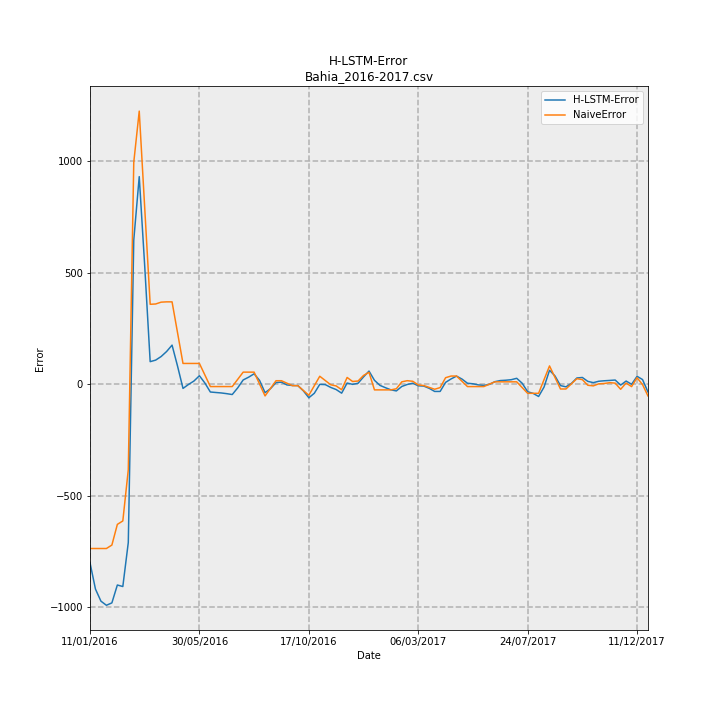 H-LSTM-Error
Bahia_2016-2017.csv
H-LSTM-Error
NaiveError
1000
500
0
−500
−1000
Error
11/01/2016 30/05/2016 17/10/2016 06/03/2017 24/07/2017 11/12/2017
Date